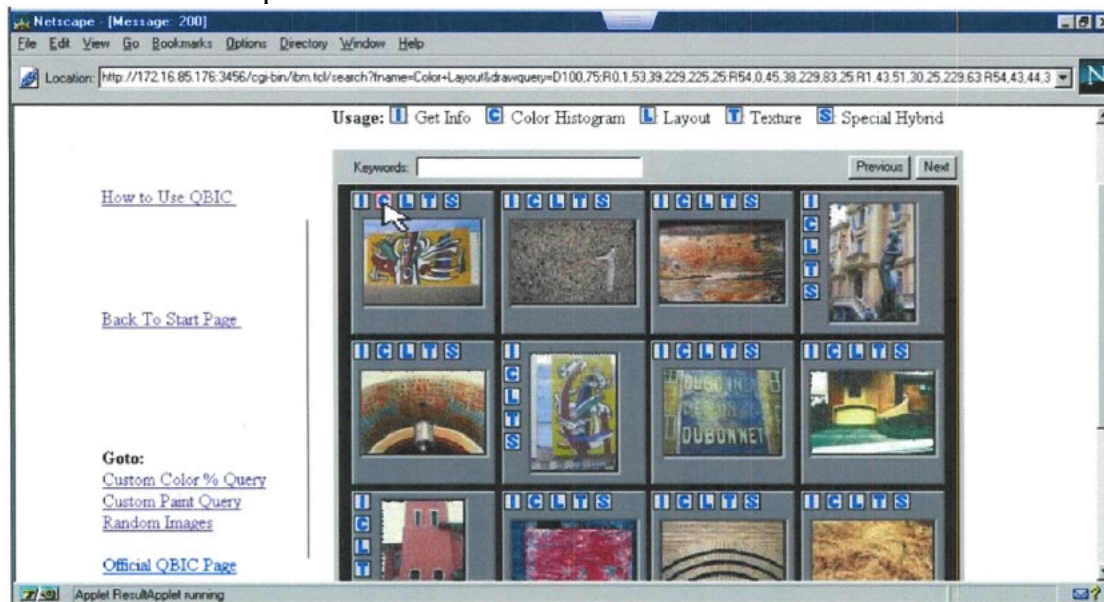 Netscape - [Message: 200]
File Edit View Go Bookmarks Options Directory Window Help
Location: http://172.16.85.176:3456/cgi-bin/ibm.tcl/search?fname=Color+Layout&drawquery=D100,75:R0,1,53,39,229,225,25:R54,0,45,38,229,83,25:R1,43,51,30,25,229,63:R54,43,44,3
N
Usage: I Get Info C Color Histogram L Layout T Texture S Special Hybrid
Keywords: Previous Next
How to Use QBIC
I C L T S I C L T S I C L T S I C L T S
Back To Start Page
I C L T S I C L T S I C L T S I C L T S
DUBONNET
Goto:
Custom Color % Query
Custom Paint Query
Random Images
I C L T I C L T S I C L T S I C L T S
Official QBIC Page
Applet ResultApplet running